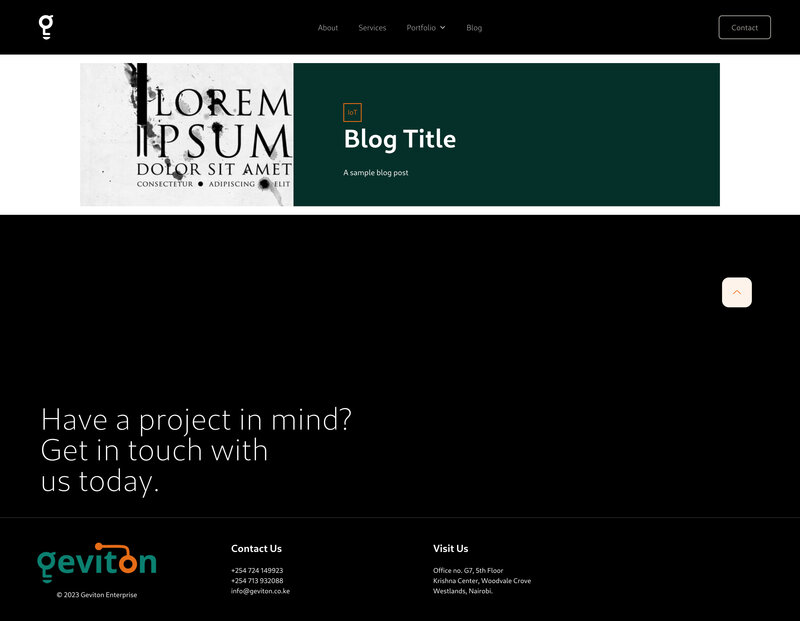 g
About
Services
Portfolio
Blog
Contact
LOREM
IPSUM
DOLOR SIT AMET
CONSECTETUR ● ADIPISCING ● ELIT
IoT
Blog Title
A sample blog post
Have a project in mind?
Get in touch with
us today.
geviton
© 2023 Geviton Enterprise
Contact Us
+254 724 149923
+254 713 932088
info@geviton.co.ke
Visit Us
Office no. G7, 5th Floor
Krishna Center, Woodvale Crove
Westlands, Nairobi.